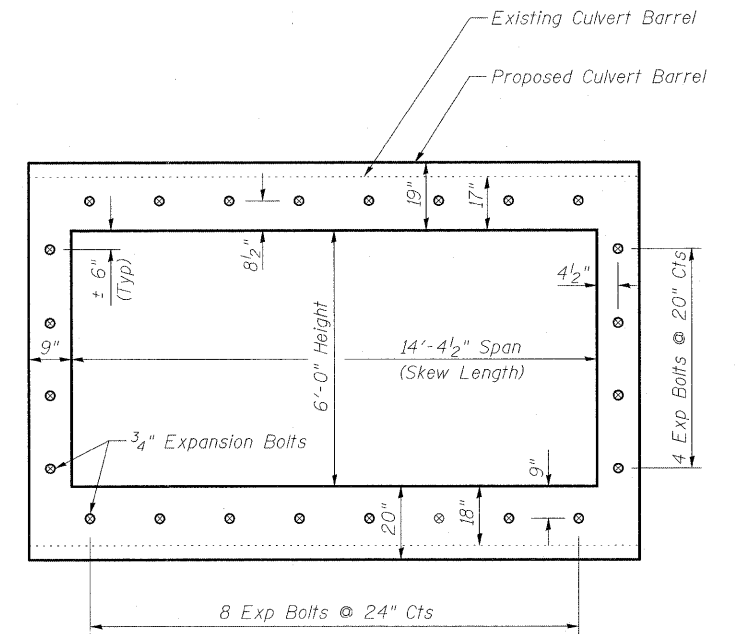 Existing Culvert Barrel
Proposed Culvert Barrel
19"
17"
8½"
± 6"
(Typ)
4½"
9"
6'-0" Height
14'-4½" Span
(Skew Length)
4 Exp Bolts @ 20" Cts
¾" Expansion Bolts
9"
20"
18"
8 Exp Bolts @ 24" Cts